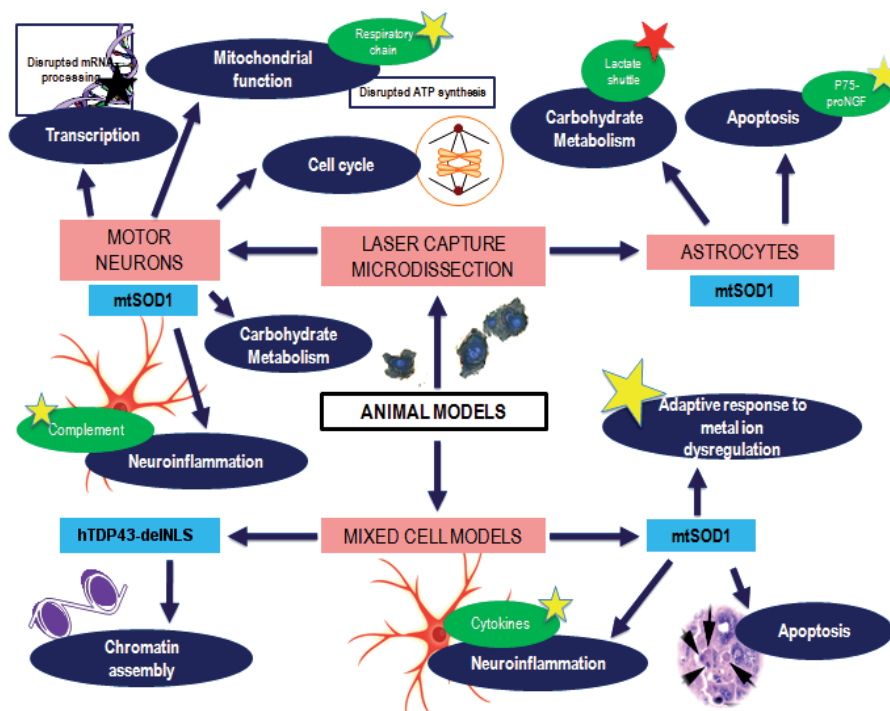 Disrupted mRNA
processing
Transcription
Mitochondrial
function
Respiratory
chain
Disrupted ATP synthesis
Cell cycle
Lactate
shuttle
Carbohydrate
Metabolism
P75-
proNGF
Apoptosis
MOTOR
NEURONS
mtSOD1
LASER CAPTURE
MICRODISSECTION
ASTROCYTES
mtSOD1
Carbohydrate
Metabolism
ANIMAL MODELS
Complement
Neuroinflammation
Adaptive response to
metal ion
dysregulation
hTDP43-delNLS
MIXED CELL MODELS
mtSOD1
Chromatin
assembly
Cytokines
Neuroinflammation
Apoptosis